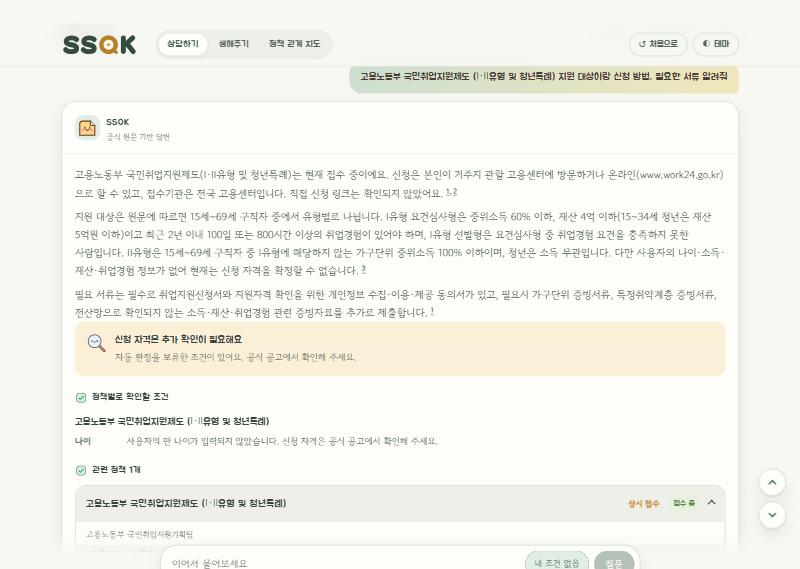 SSOK
상담하기
생애주기
정책 관계 지도
처음으로
테마
고용노동부 국민취업지원제도 (Ⅰ·Ⅱ유형 및 청년특례) 지원 대상이랑 신청 방법, 필요한 서류 알려줘
SSOK
공식 원문 기반 답변
고용노동부 국민취업지원제도(Ⅰ·Ⅱ유형 및 청년특례)는 현재 접수 중이에요. 신청은 본인이 거주지 관할 고용센터에 방문하거나 온라인(www.work24.go.kr)
으로 할 수 있고, 접수기관은 전국 고용센터입니다. 직접 신청 링크는 확인되지 않았어요. 1, 2
지원 대상은 원문에 따르면 15세~69세 구직자 중에서 유형별로 나뉩니다. Ⅰ유형 요건심사형은 중위소득 60% 이하, 재산 4억 이하(15~34세 청년은 재산
5억원 이하)이고 최근 2년 이내 100일 또는 800시간 이상의 취업경험이 있어야 하며, Ⅰ유형 선발형은 요건심사형 중 취업경험 요건을 충족하지 못한
사람입니다. Ⅱ유형은 15세~69세 구직자 중 Ⅰ유형에 해당하지 않는 가구단위 중위소득 100% 이하이며, 청년은 소득 무관입니다. 다만 사용자의 나이·소득·
재산·취업경험 정보가 없어 현재는 신청 자격을 확정할 수 없습니다. 3
필요 서류는 필수로 취업지원신청서와 지원자격 확인을 위한 개인정보 수집·이용·제공 동의서가 있고, 필요시 가구단위 증빙서류, 특정취약계층 증빙서류,
전산망으로 확인되지 않는 소득·재산·취업경험 관련 증빙자료를 추가로 제출합니다. 1
신청 자격은 추가 확인이 필요해요
자동 판정을 보류한 조건이 있어요. 공식 공고에서 확인해 주세요.
정책별로 확인할 조건
고용노동부 국민취업지원제도 (Ⅰ·Ⅱ유형 및 청년특례)
나이 사용자의 만 나이가 입력되지 않았습니다. 신청 자격은 공식 공고에서 확인해 주세요.
관련 정책 1개
고용노동부 국민취업지원제도 (Ⅰ·Ⅱ유형 및 청년특례)
상시 접수
접수 중
고용노동부 국민취업지원기획팀
이어서 물어보세요
내 조건 없음
질문